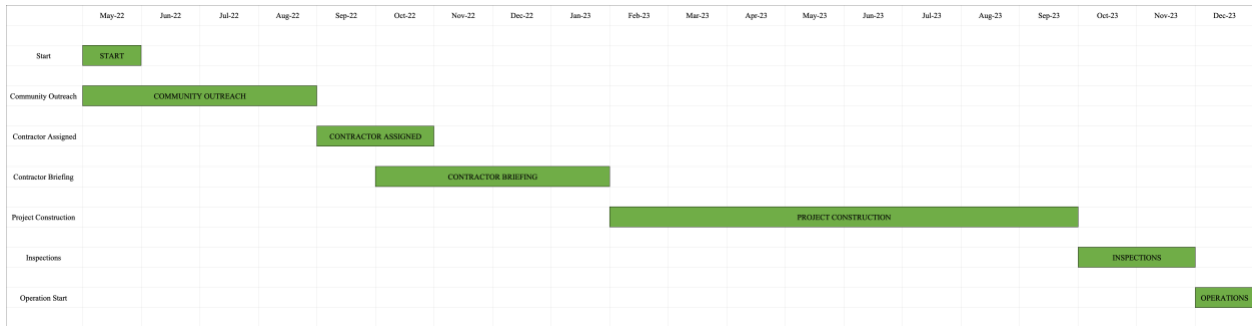 May-22 Jun-22 Jul-22 Aug-22 Sep-22 Oct-22 Nov-22 Dec-22 Jan-23 Feb-23 Mar-23 Apr-23 May-23 Jun-23 Jul-23 Aug-23 Sep-23 Oct-23 Nov-23 Dec-23
Start START
Community Outreach COMMUNITY OUTREACH
Contractor Assigned CONTRACTOR ASSIGNED
Contractor Briefing CONTRACTOR BRIEFING
Project Construction PROJECT CONSTRUCTION
Inspections INSPECTIONS
Operation Start OPERATIONS